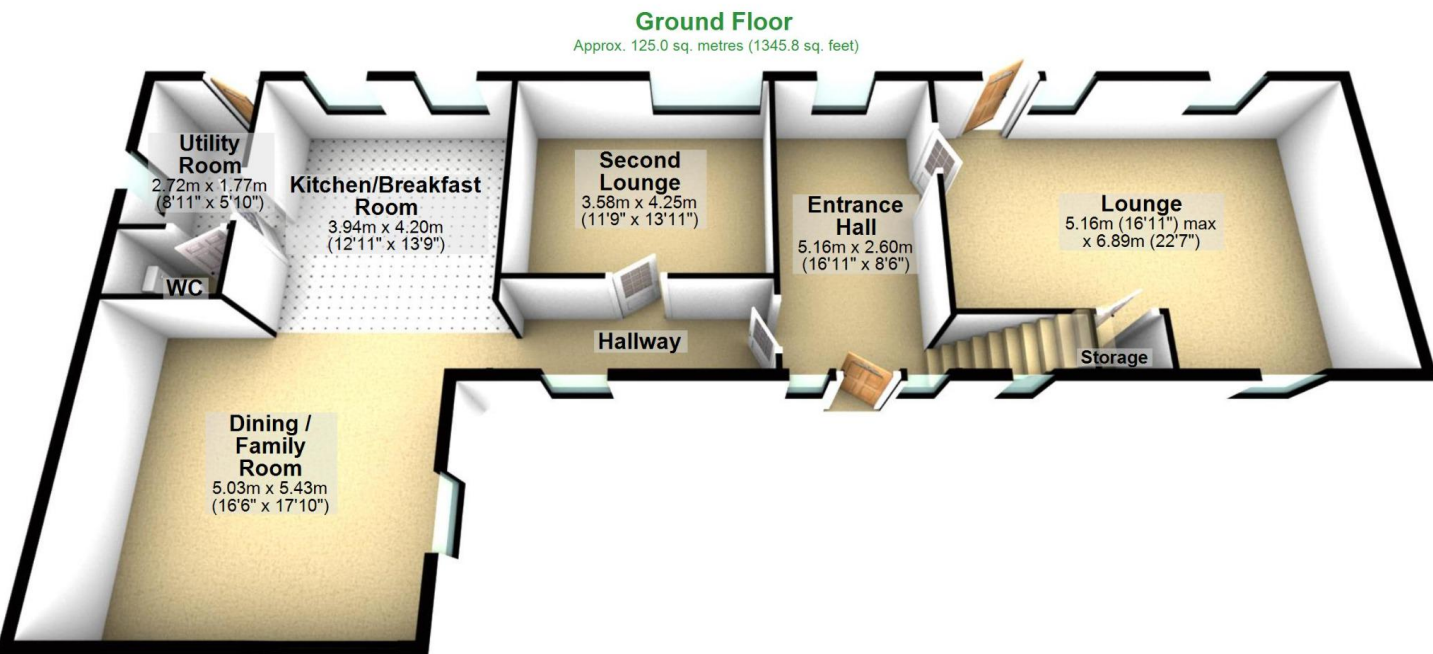 Ground Floor
Approx. 125.0 sq. metres (1345.8 sq. feet)
Utility
Room
2.72m x 1.77m
(8'11" x 5'10")
Kitchen/Breakfast
Room
3.94m x 4.20m
(12'11" x 13'9")
Second
Lounge
3.58m x 4.25m
(11'9" x 13'11")
Entrance
Hall
5.16m x 2.60m
(16'11" x 8'6")
Lounge
5.16m (16'11") max
x 6.89m (22'7")
WC
Hallway
Storage
Dining /
Family
Room
5.03m x 5.43m
(16'6" x 17'10")